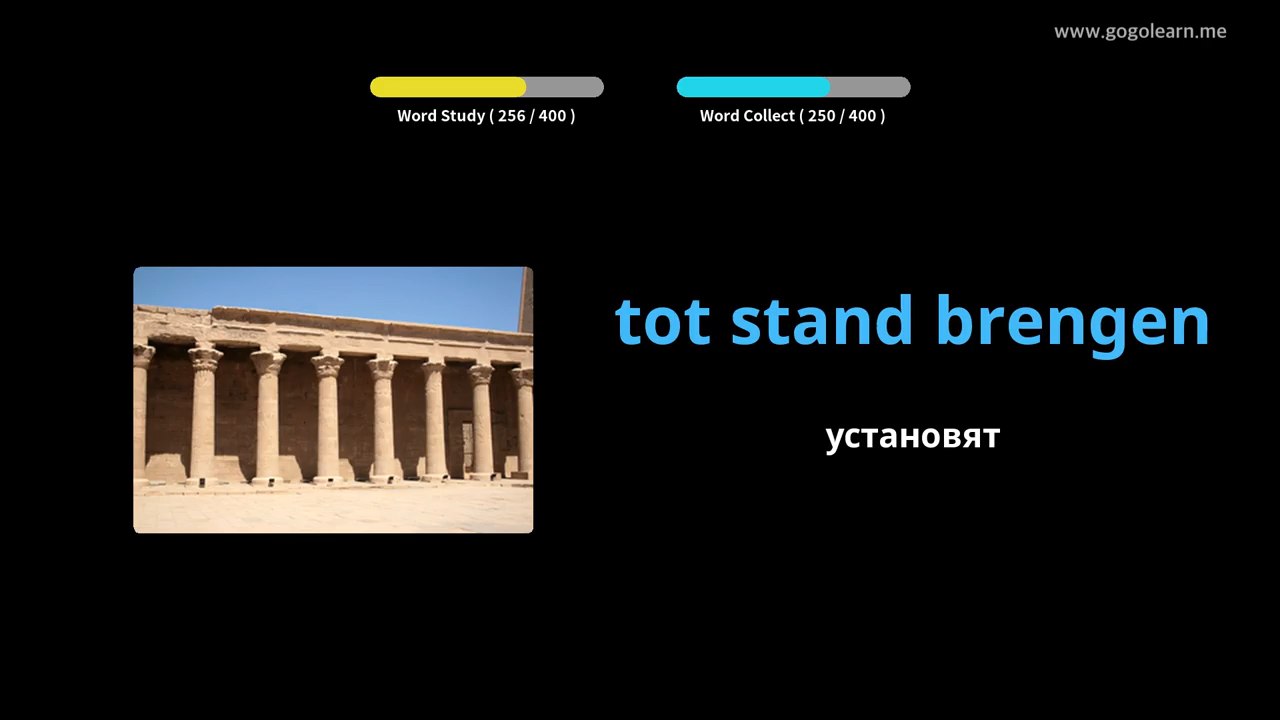 www.gogolearn.me
Word Study ( 256 / 400 )
Word Collect ( 250 / 400 )
tot stand brengen
установят